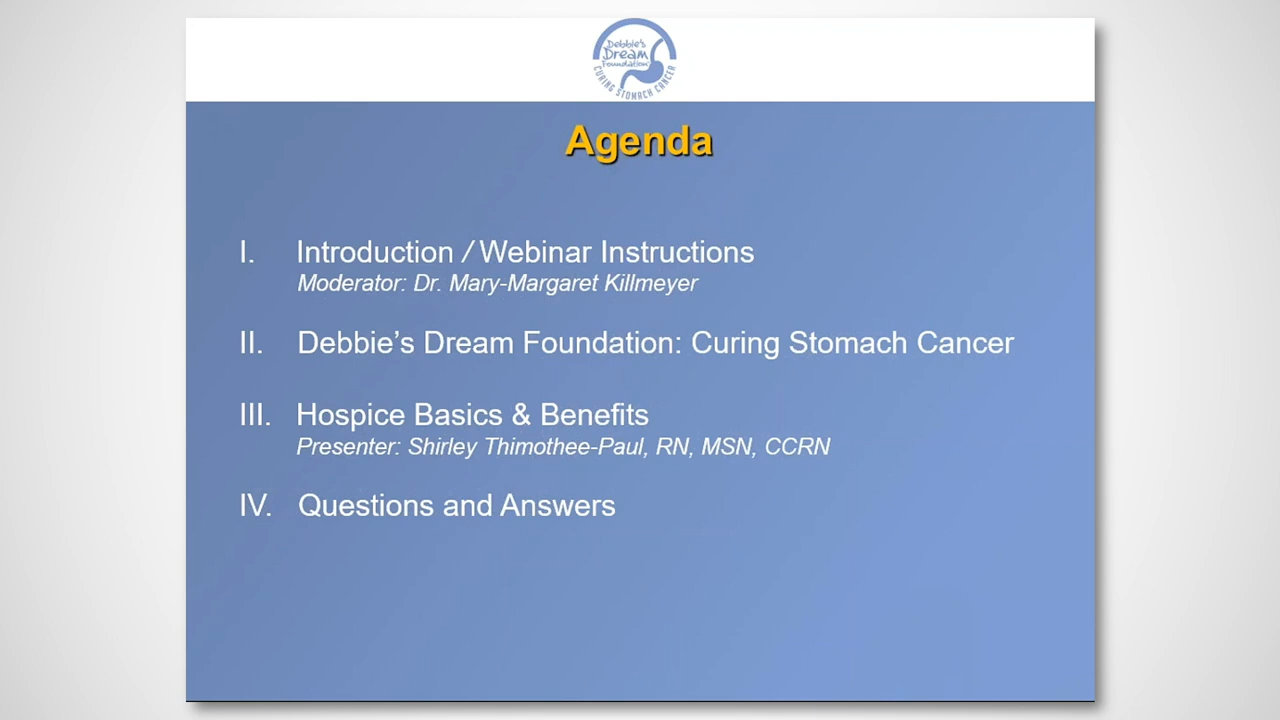 Debbie's
Dream
Foundation
CURING STOMACH CANCER
Agenda
I. Introduction / Webinar Instructions
Moderator: Dr. Mary-Margaret Killmeyer
II. Debbie’s Dream Foundation: Curing Stomach Cancer
III. Hospice Basics & Benefits
Presenter: Shirley Thimothee-Paul, RN, MSN, CCRN
IV. Questions and Answers